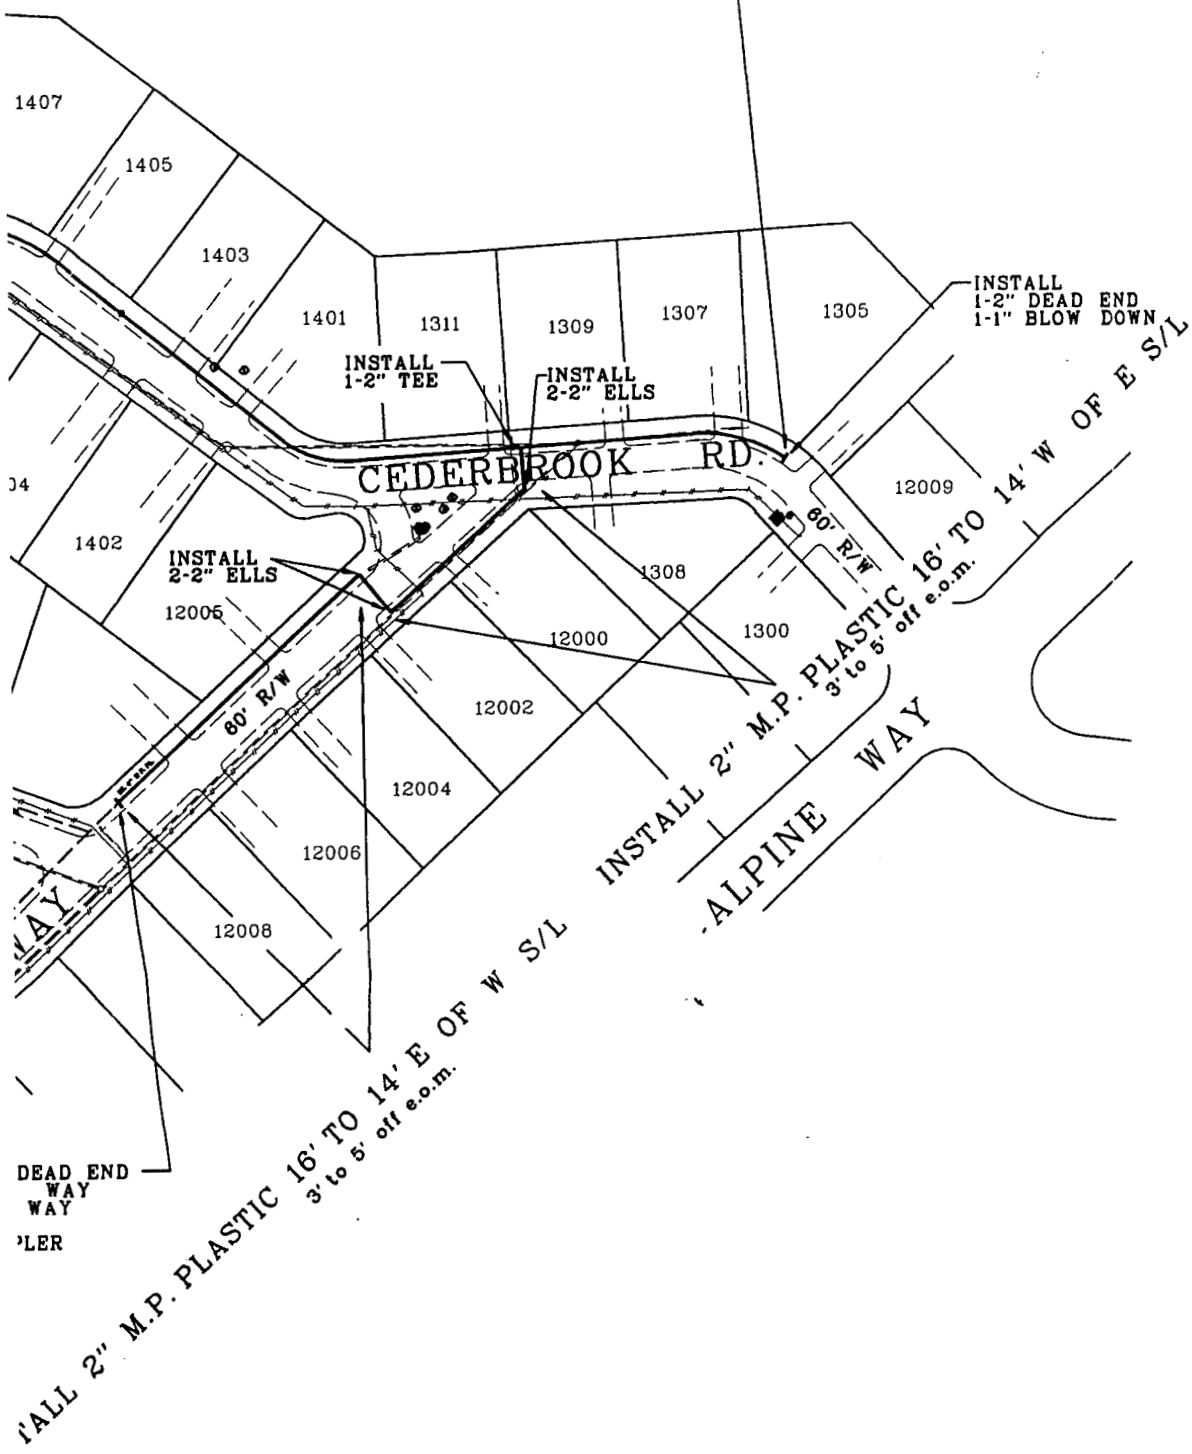 1407
1405
1403
1401
1311
1309
1307
1305
INSTALL
1-2" DEAD END
1-1" BLOW DOWN
INSTALL
1-2" TEE
INSTALL
2-2" ELLS
CEDERBROOK RD.
04
1402
12009
60' R/W
INSTALL
2-2" ELLS
12005
1308
12000
1300
60' R/W
12002
12004
12006
12008
INSTALL 2" M.P. PLASTIC 16' TO 14' W OF E S/L
3' to 5' off e.o.m.
ALPINE WAY
WAY
DEAD END
WAY
WAY
PLER
TALL 2" M.P. PLASTIC 16' TO 14' E OF W S/L
3' to 5' off e.o.m.